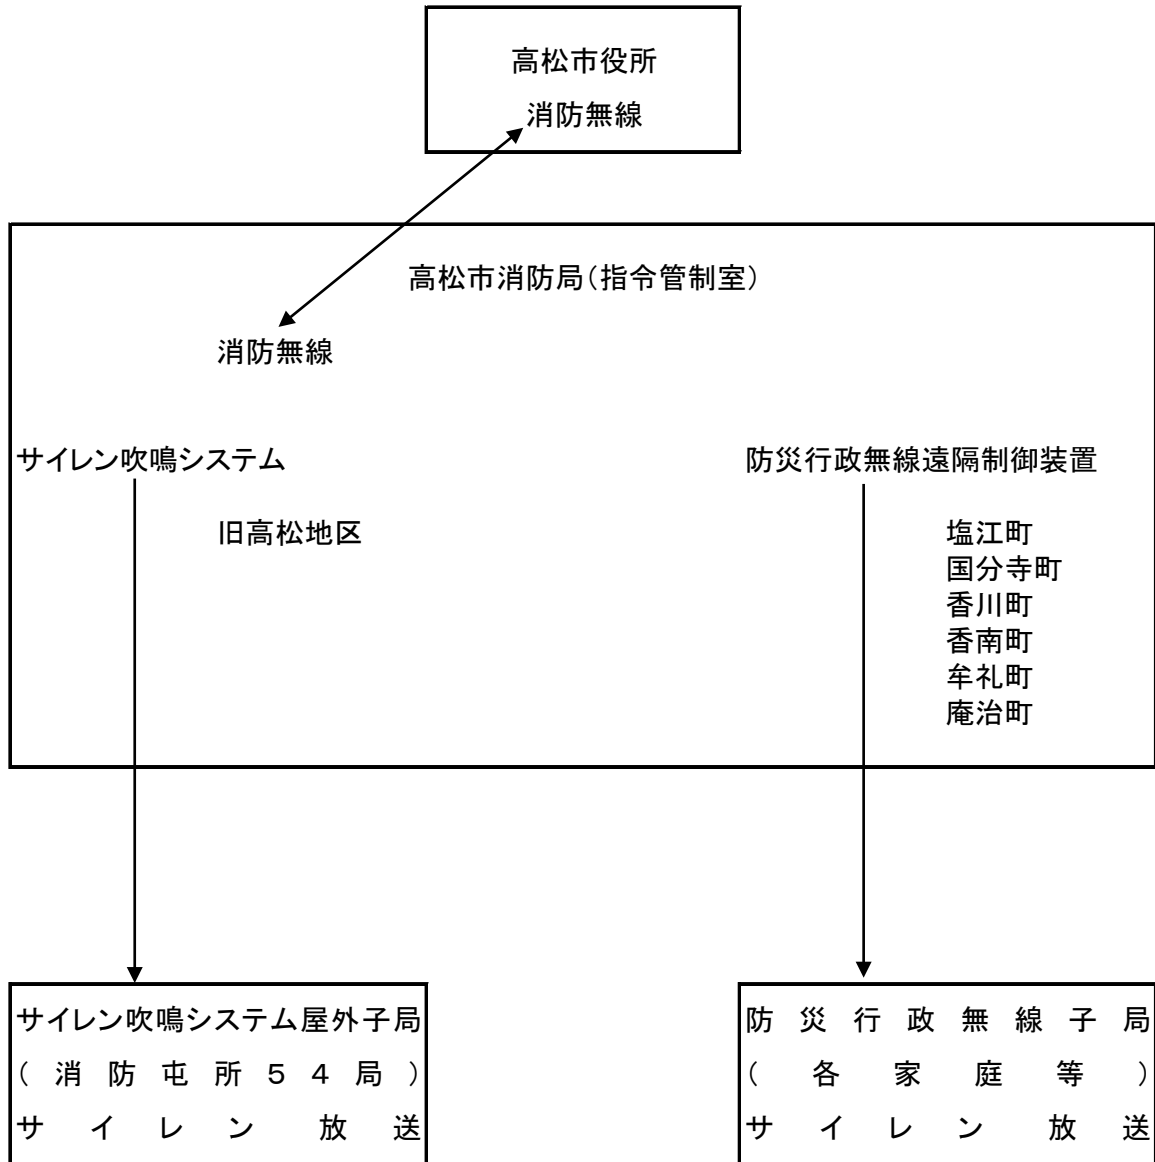 高松市役所
消防無線
高松市消防局(指令管制室)
消防無線
サイレン吹鳴システム
防災行政無線遠隔制御装置
旧高松地区
塩江町
国分寺町
香川町
香南町
牟礼町
庵治町
サイレン吹鳴システム屋外子局
(消防屯所54局)
サイレン放送
防災行政無線子局
(各家庭等)
サイレン放送